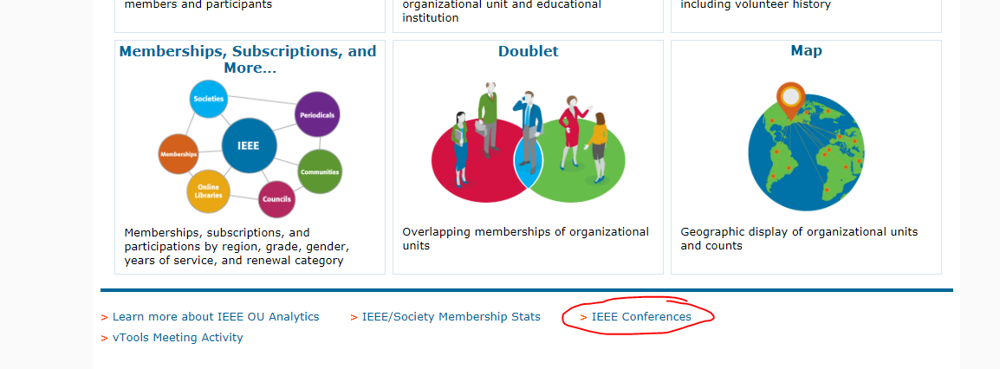 members and participants
organizational unit and educational
institution
including volunteer history
Memberships, Subscriptions, and
More...
Societies
Periodicals
IEEE
Memberships
Communities
Online
Libraries
Councils
Memberships, subscriptions, and
participations by region, grade, gender,
years of service, and renewal category
Doublet
Overlapping memberships of organizational
units
Map
Geographic display of organizational units
and counts
> Learn more about IEEE OU Analytics
> IEEE/Society Membership Stats
> IEEE Conferences
> vTools Meeting Activity